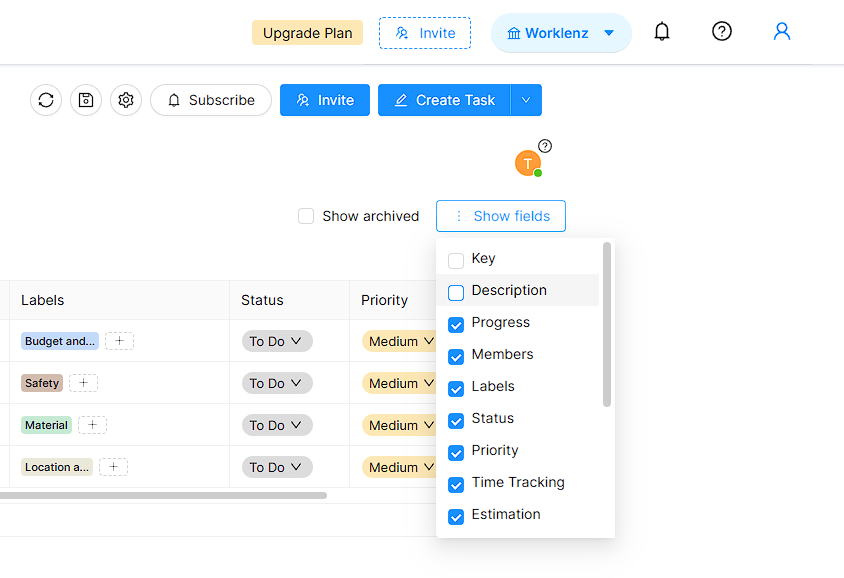 Upgrade Plan Invite Worklenz
Subscribe Invite Create Task
T
Show archived Show fields
Key
Description
Progress
Members
Labels
Status
Priority
Time Tracking
Estimation
Labels Status Priority
Budget and... + To Do Medium
Safety + To Do Medium
Material + To Do Medium
Location a... + To Do Medium